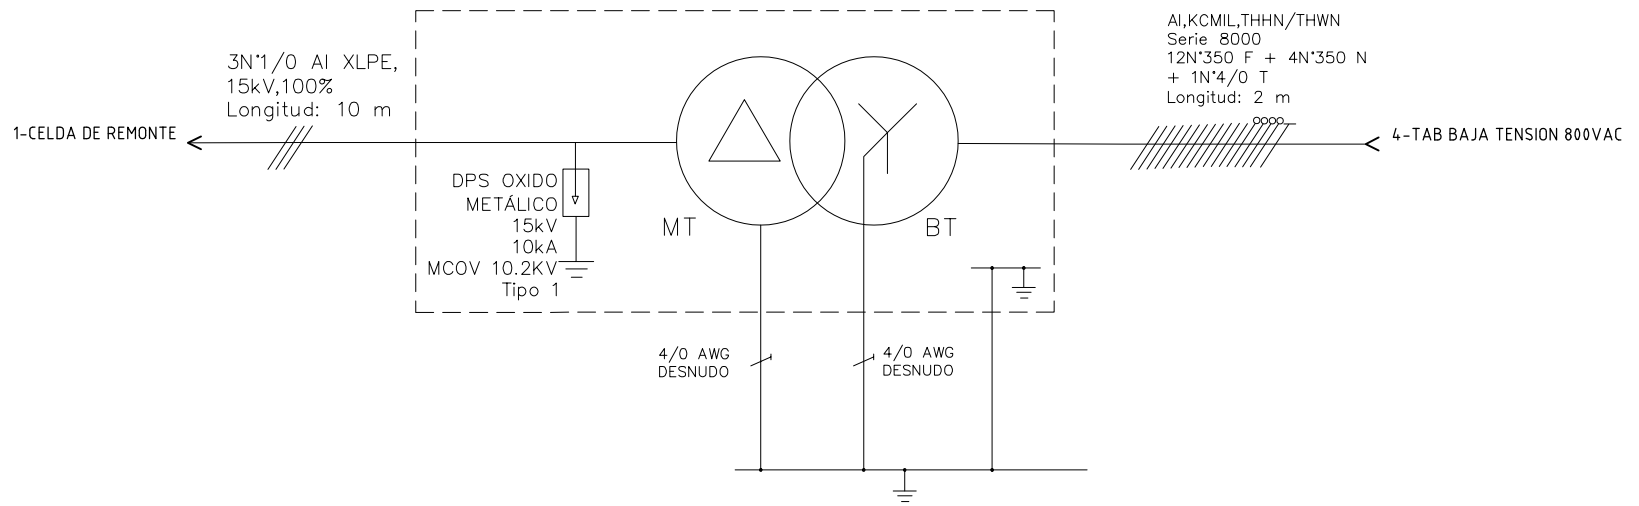 3N°1/0 Al XLPE,
15kV,100%
Longitud: 10 m
1-CELDA DE REMONTE
DPS OXIDO
METÁLICO
15kV
10kA
MCOV 10.2KV
Tipo 1
MT
BT
Al,KCMIL,THHN/THWN
Serie 8000
12N°350 F + 4N°350 N
+ 1N°4/0 T
Longitud: 2 m
4-TAB BAJA TENSION 800VAC
4/0 AWG
DESNUDO
4/0 AWG
DESNUDO